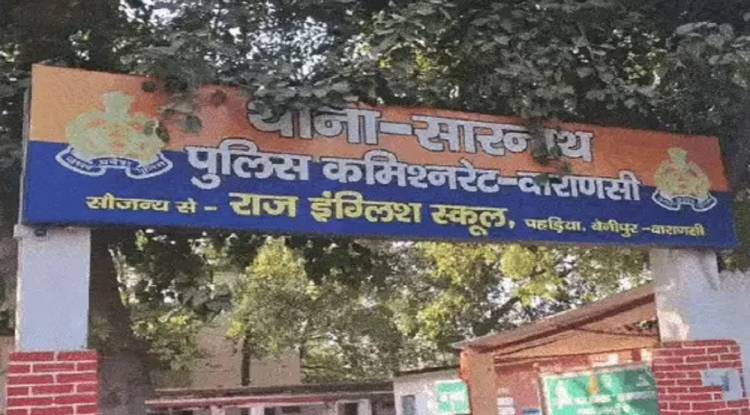 थाना-सारनाथ
पुलिस कमिश्नरेट-वाराणसी
सौजन्य से - राज इंग्लिश स्कूल, पहड़िया, बेनीपुर -वाराणसी